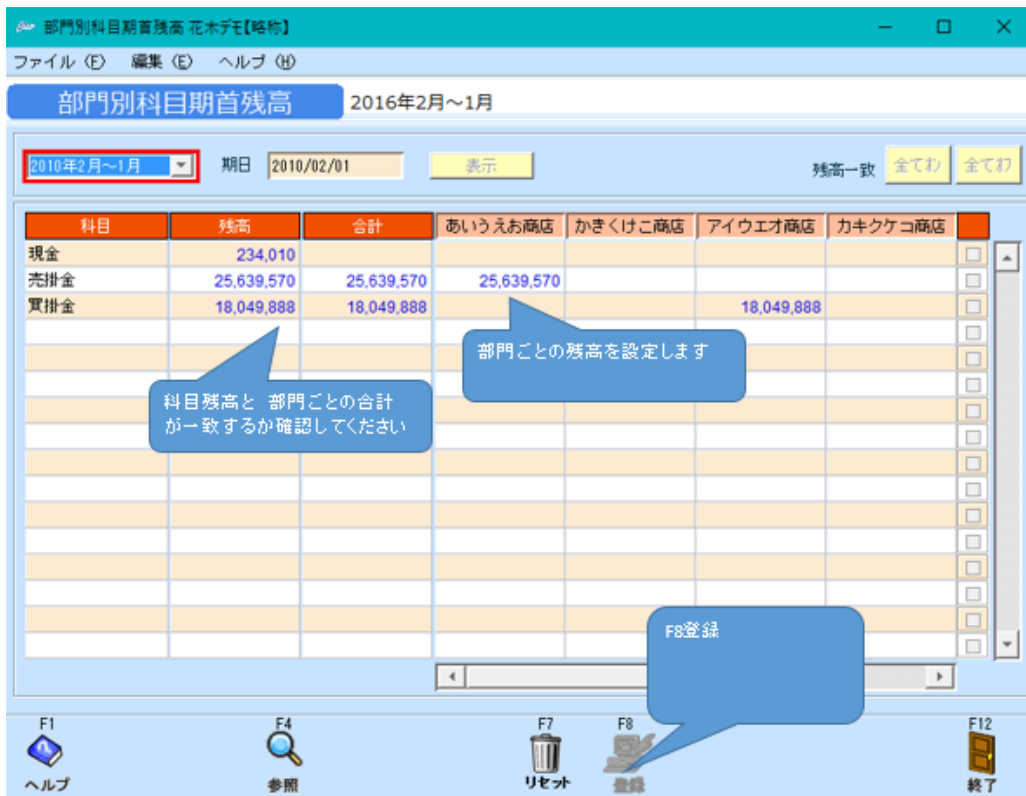 部門別科目期首残高 花木デモ【略称】
ファイル (F) 編集 (E) ヘルプ (H)
部門別科目期首残高 2016年2月～1月
2010年2月～1月 期日 2010/02/01 表示 残高一致 全てｵﾝ 全てｵﾌ
科目 残高 合計 あいうえお商店 かきくけこ商店 アイウエオ商店 カキクケコ商店
現金 234,010
売掛金 25,639,570 25,639,570 25,639,570
買掛金 18,049,888 18,049,888 18,049,888
部門ごとの残高を設定します
科目残高と 部門ごとの合計
が一致するか確認してください
F8登録
F1 F4 F7 F8 F12
ヘルプ 参照 リセット 登録 終了